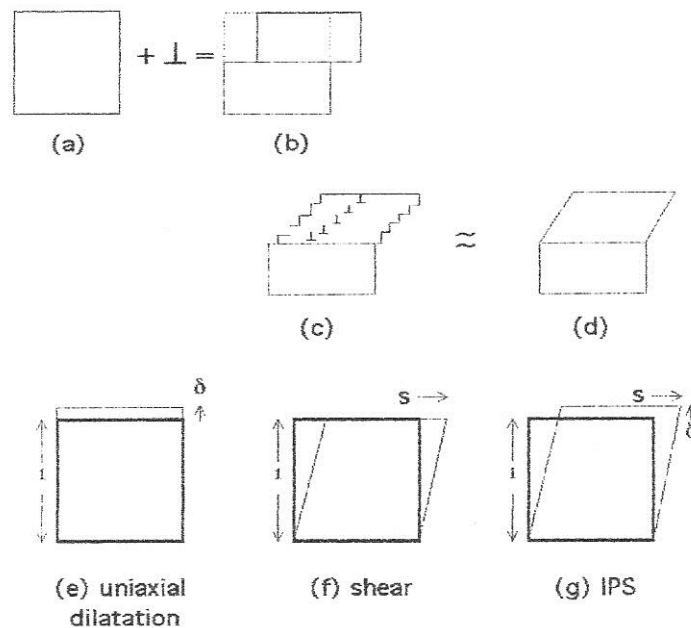 + ⊥ =
(a)
(b)
≈
(c)
(d)
δ
s
s
δ
1
1
1
(e) uniaxial
dilatation
(f) shear
(g) IPS